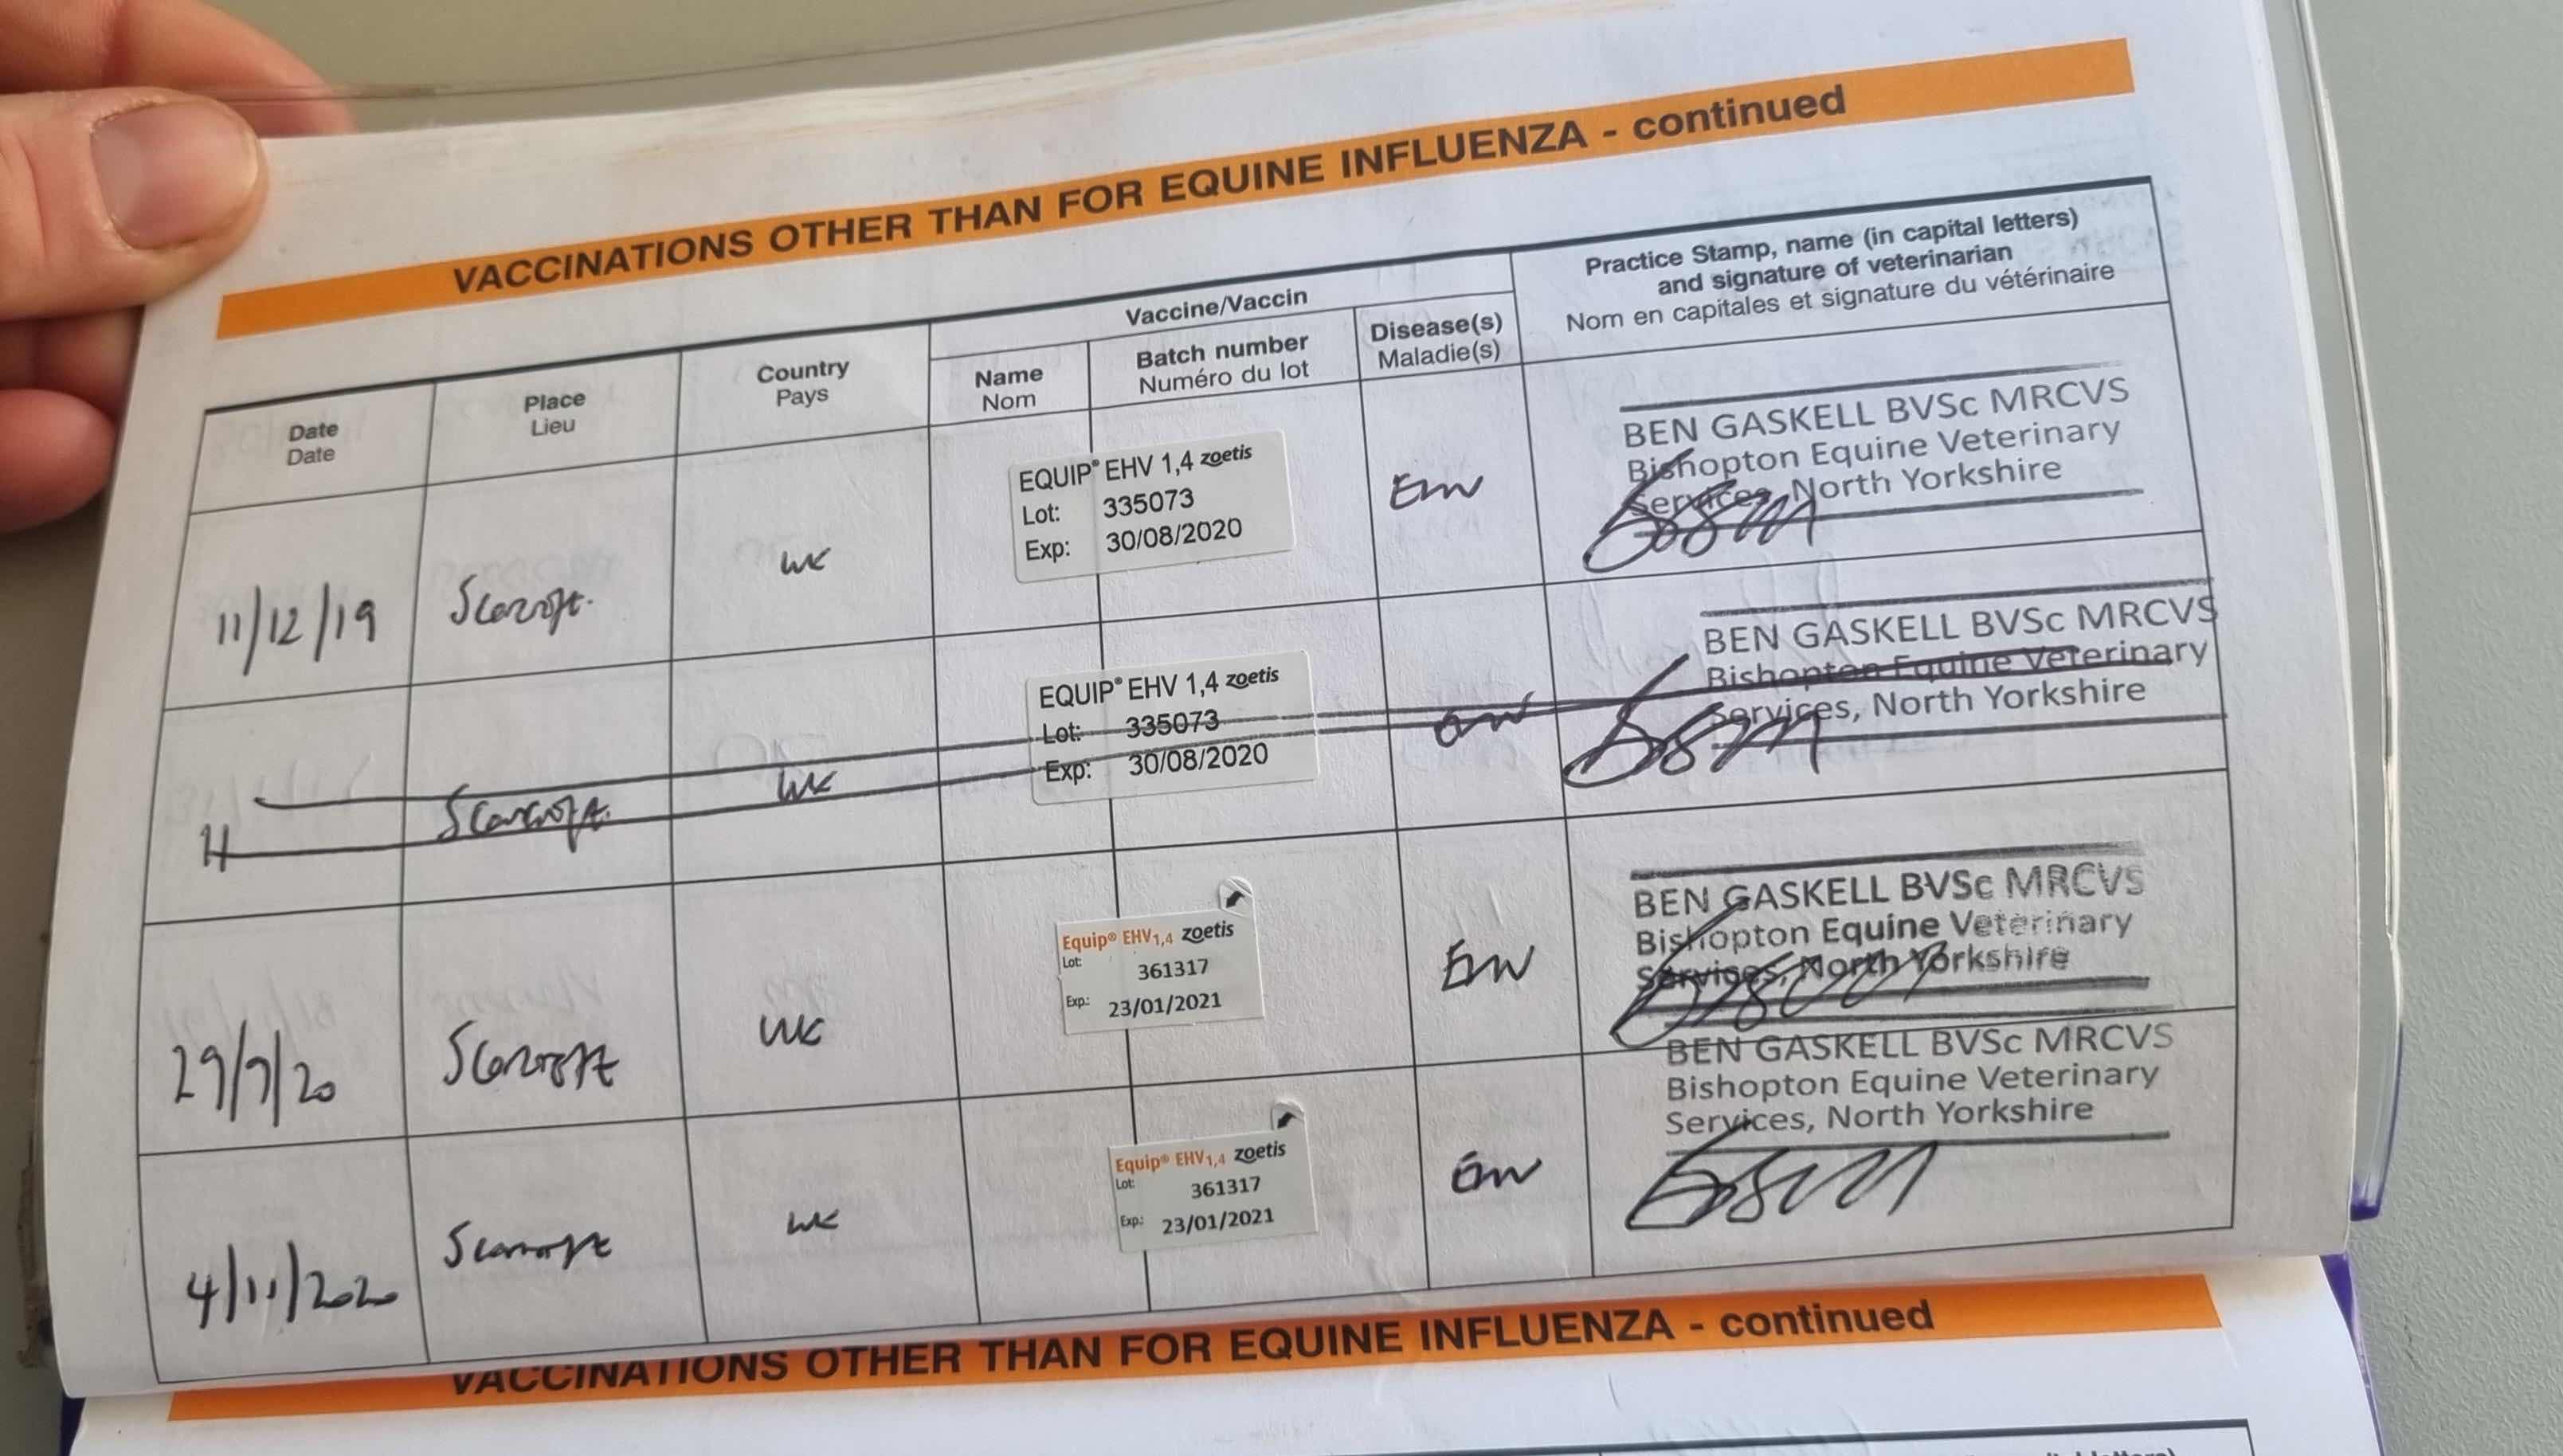 VACCINATIONS OTHER THAN FOR EQUINE INFLUENZA - continued
Date
Date
Place
Lieu
Country
Pays
Vaccine/Vaccin
Name
Nom
Batch number
Numéro du lot
Disease(s)
Maladie(s)
Practice Stamp, name (in capital letters)
and signature of veterinarian
Nom en capitales et signature du vétérinaire
11/12/19
Scarcroft.
UK
EQUIP® EHV 1,4 zoetis
Lot: 335073
Exp: 30/08/2020
EHV
BEN GASKELL BVSc MRCVS
Bishopton Equine Veterinary
Services, North Yorkshire
11
Scarcroft.
UK
EQUIP® EHV 1,4 zoetis
Lot: 335073
Exp: 30/08/2020
EHV
BEN GASKELL BVSc MRCVS
Bishopton Equine Veterinary
Services, North Yorkshire
29/7/20
Scarcroft
UK
Equip® EHV1,4 zoetis
Lot: 361317
Exp.: 23/01/2021
EHV
BEN GASKELL BVSc MRCVS
Bishopton Equine Veterinary
Services, North Yorkshire
4/11/2020
Scarcroft
UK
Equip® EHV1,4 zoetis
Lot: 361317
Exp.: 23/01/2021
EHV
BEN GASKELL BVSc MRCVS
Bishopton Equine Veterinary
Services, North Yorkshire
VACCINATIONS OTHER THAN FOR EQUINE INFLUENZA - continued